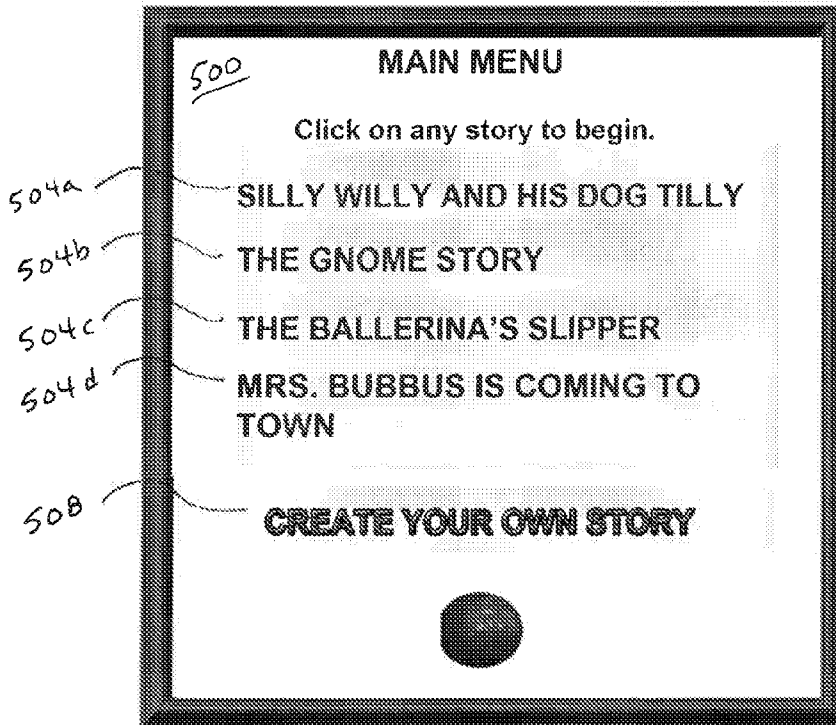 500
MAIN MENU
Click on any story to begin.
504a
SILLY WILLY AND HIS DOG TILLY
504b
THE GNOME STORY
504c
THE BALLERINA'S SLIPPER
504d
MRS. BUBBUS IS COMING TO
TOWN
508
CREATE YOUR OWN STORY